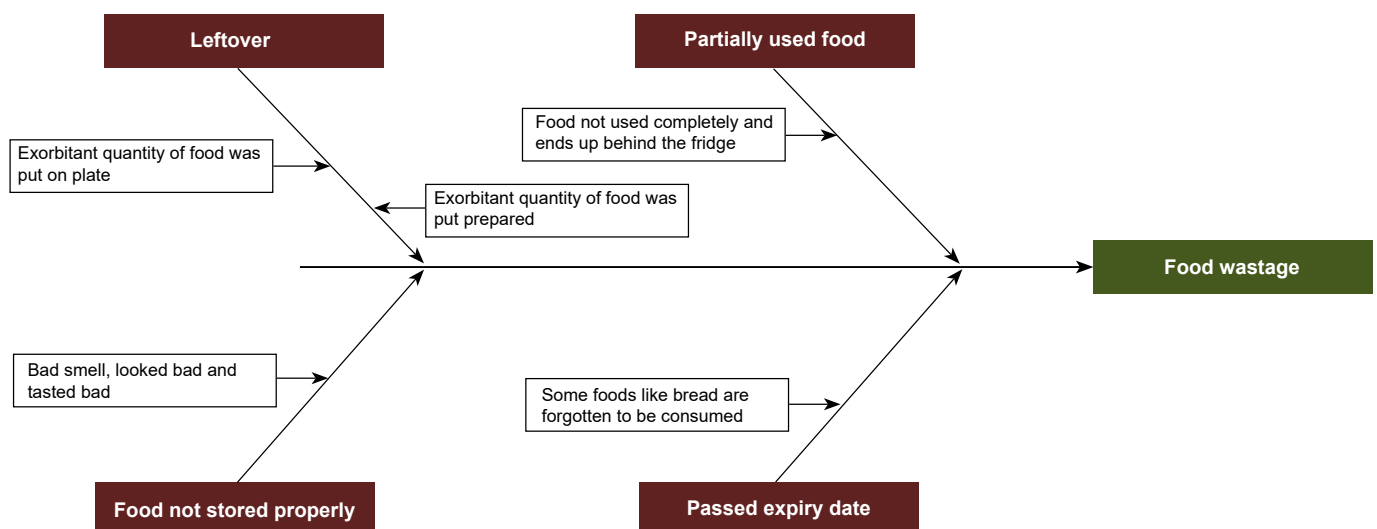 Leftover
Partially used food
Exorbitant quantity of food was
put on plate
Food not used completely and
ends up behind the fridge
Exorbitant quantity of food was
put prepared
Food wastage
Bad smell, looked bad and
tasted bad
Some foods like bread are
forgotten to be consumed
Food not stored properly
Passed expiry date